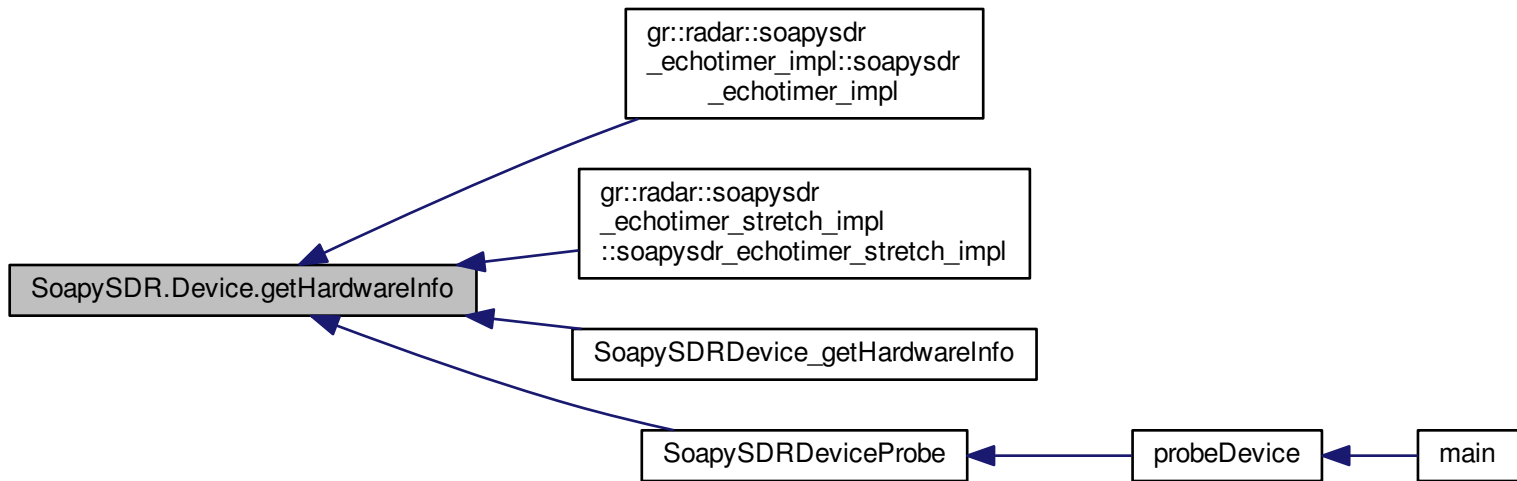 gr::radar::soapysdr
_echotimer_impl::soapysdr
_echotimer_impl
gr::radar::soapysdr
_echotimer_stretch_impl
::soapysdr_echotimer_stretch_impl
SoapySDR.Device.getHardwareInfo
SoapySDRDevice_getHardwareInfo
SoapySDRDeviceProbe
probeDevice
main